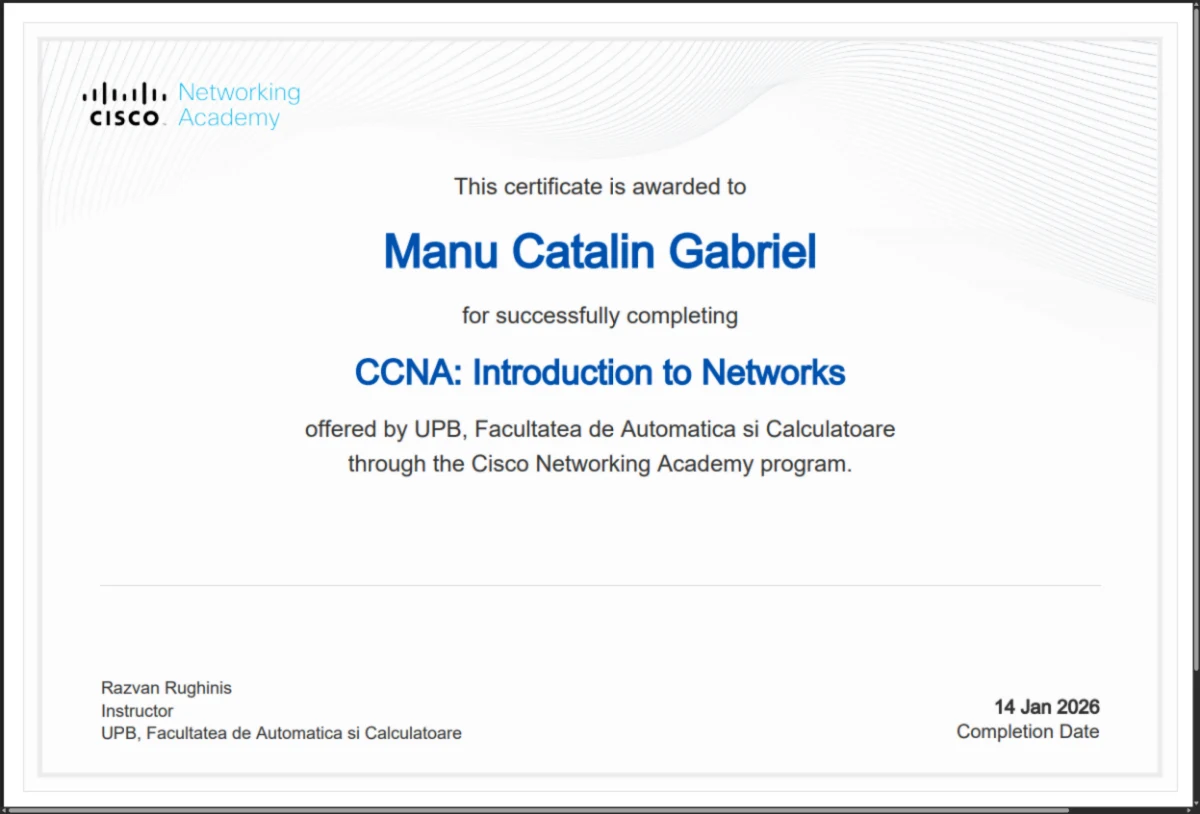 CISCO Networking
Academy
This certificate is awarded to
Manu Catalin Gabriel
for successfully completing
CCNA: Introduction to Networks
offered by UPB, Facultatea de Automatica si Calculatoare
through the Cisco Networking Academy program.
Razvan Rughinis
Instructor
UPB, Facultatea de Automatica si Calculatoare
14 Jan 2026
Completion Date